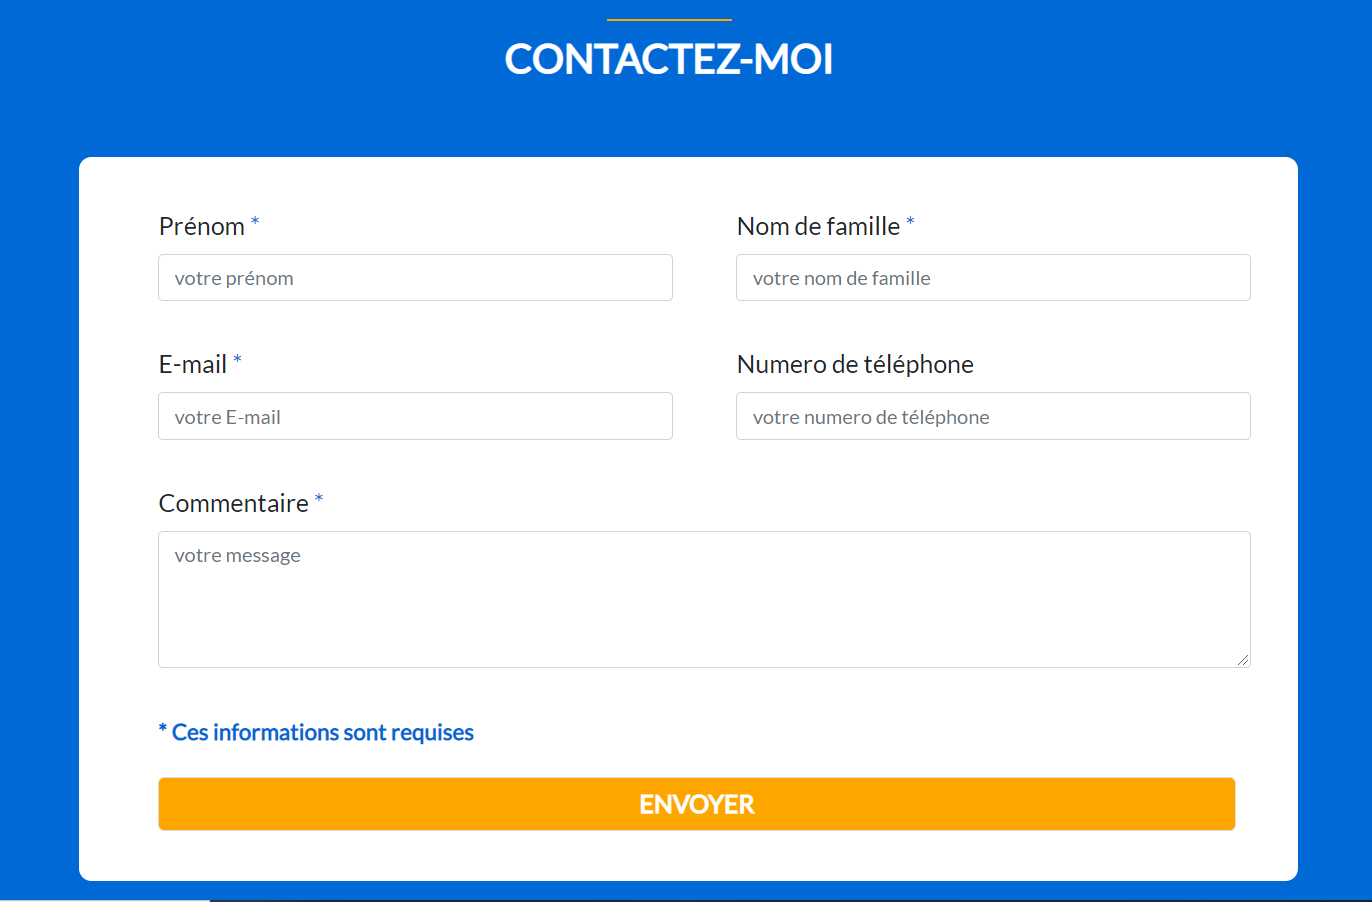 CONTACTEZ-MOI
Prénom *
Nom de famille *
votre prénom
votre nom de famille
E-mail *
Numero de téléphone
votre E-mail
votre numero de téléphone
Commentaire *
votre message
* Ces informations sont requises
ENVOYER